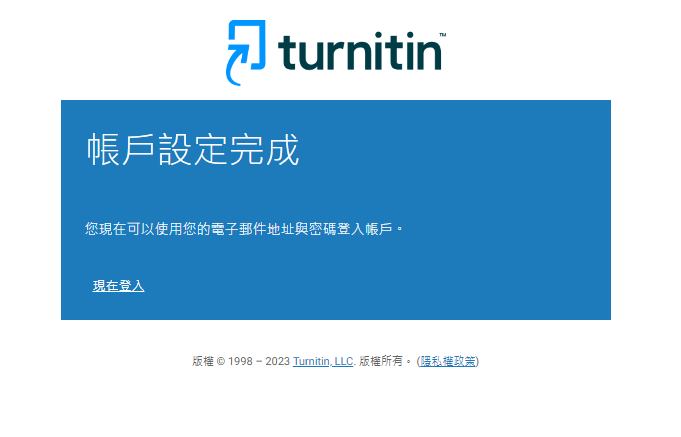 turnitin™
帳戶設定完成
您現在可以使用您的電子郵件地址與密碼登入帳戶。
現在登入
版權 © 1998 – 2023 Turnitin, LLC. 版權所有。 (隱私權政策)